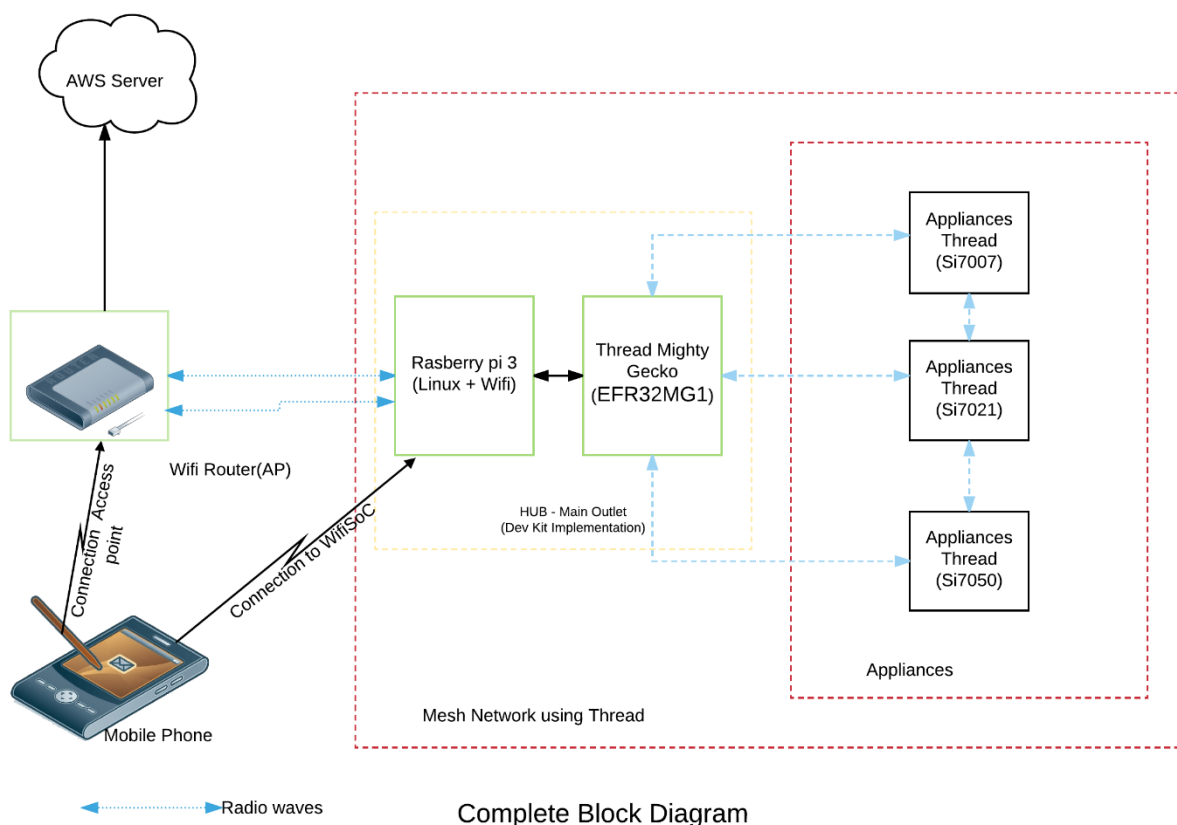 AWS Server
Appliances
Thread
(Si7007)
Rasberry pi 3
(Linux + Wifi)
Thread Mighty
Gecko
(EFR32MG1)
Appliances
Thread
(Si7021)
Wifi Router(AP)
Connection Access
point
Connection to WifiSoC
HUB - Main Outlet
(Dev Kit Implementation)
Appliances
Thread
(Si7050)
Appliances
Mesh Network using Thread
Mobile Phone
Radio waves
Complete Block Diagram